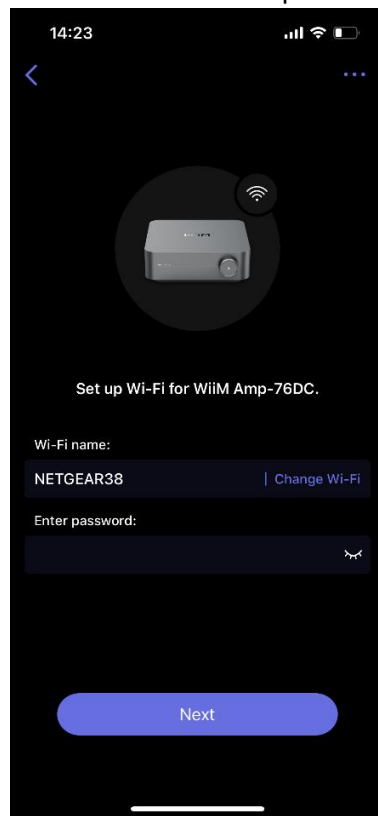 14:23
Set up Wi-Fi for WiiM Amp-76DC.
Wi-Fi name:
NETGEAR38 | Change Wi-Fi
Enter password:
Next